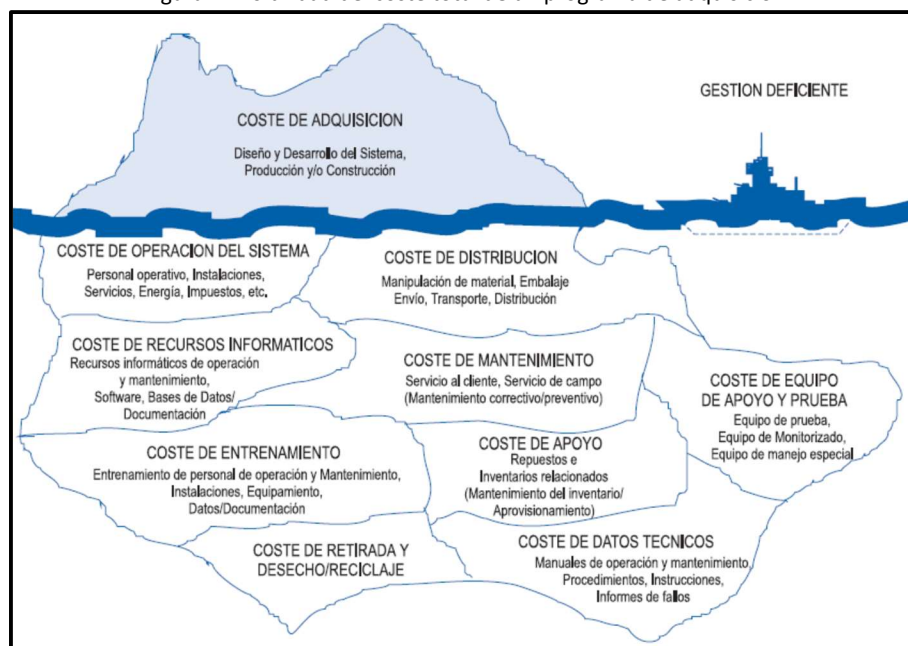 GESTION DEFICIENTE
COSTE DE ADQUISICION
Diseño y Desarrollo del Sistema,
Producción y/o Construcción
COSTE DE OPERACION DEL SISTEMA
Personal operativo, Instalaciones,
Servicios, Energía, Impuestos, etc.
COSTE DE DISTRIBUCION
Manipulación de material, Embalaje
Envío, Transporte, Distribución
COSTE DE RECURSOS INFORMATICOS
Recursos informáticos de operación
y mantenimiento,
Software, Bases de Datos/
Documentación
COSTE DE MANTENIMIENTO
Servicio al cliente, Servicio de campo
(Mantenimiento correctivo/preventivo)
COSTE DE EQUIPO
DE APOYO Y PRUEBA
Equipo de prueba,
Equipo de Monitorizado,
Equipo de manejo especial
COSTE DE ENTRENAMIENTO
Entrenamiento de personal de operación y Mantenimiento,
Instalaciones, Equipamiento,
Datos/Documentación
COSTE DE APOYO
Repuestos e
Inventarios relacionados
(Mantenimiento del inventario/
Aprovisionamiento)
COSTE DE RETIRADA Y
DESECHO/RECICLAJE
COSTE DE DATOS TECNICOS
Manuales de operación y mantenimiento,
Procedimientos, Instrucciones,
Informes de fallos